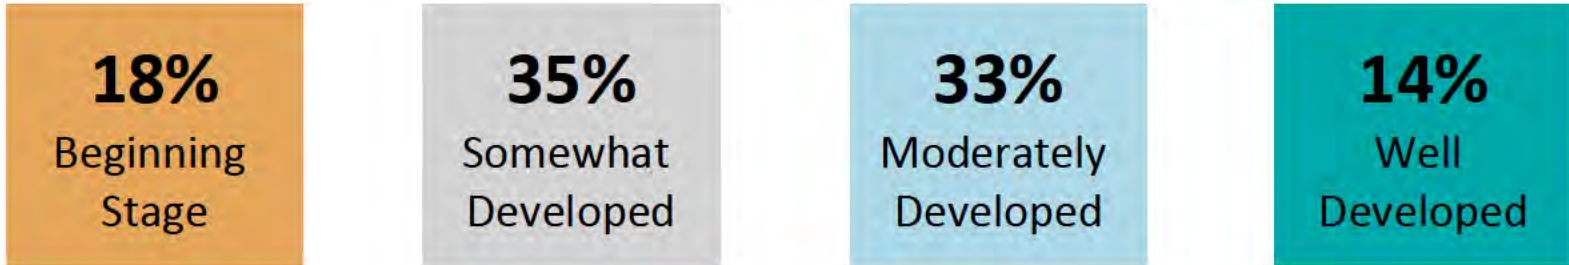 18%
Beginning
Stage
35%
Somewhat
Developed
33%
Moderately
Developed
14%
Well
Developed